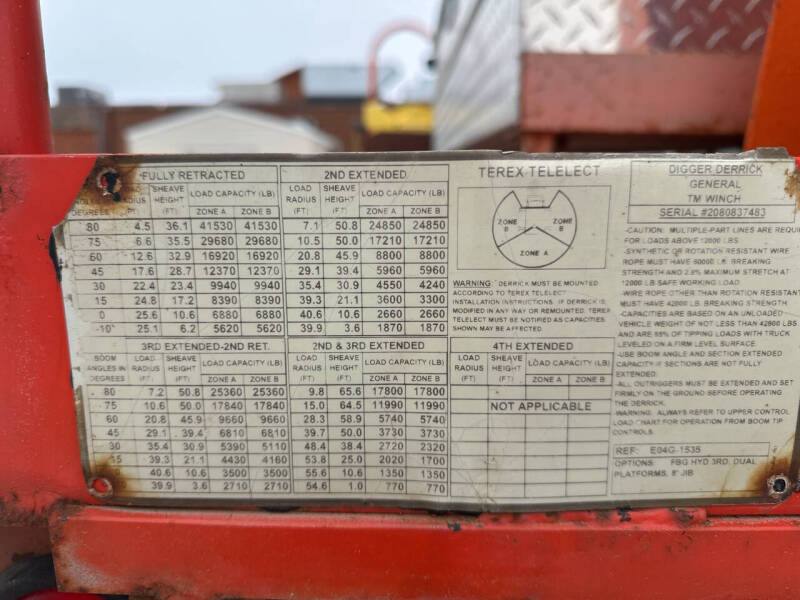 FULLY RETRACTED
DEGREES LOAD RADIUS (FT) SHEAVE HEIGHT (FT) LOAD CAPACITY (LB) ZONE A ZONE B
80 4.5 36.1 41530 41530
75 6.6 35.5 29680 29680
60 12.6 32.9 16920 16920
45 17.6 28.7 12370 12370
30 22.4 23.4 9940 9940
15 24.8 17.2 8390 8390
0 25.6 10.6 6880 6880
-10 25.1 6.2 5620 5620
2ND EXTENDED
LOAD RADIUS (FT) SHEAVE HEIGHT (FT) LOAD CAPACITY (LB) ZONE A ZONE B
7.1 50.8 24850 24850
10.5 50.0 17210 17210
20.8 45.9 8800 8800
29.1 39.4 5960 5960
35.4 30.9 4550 4240
39.3 21.1 3600 3300
40.6 10.6 2660 2660
39.9 3.6 1870 1870
TEREX TELELECT
ZONE B
ZONE B
ZONE A
WARNING: DERRICK MUST BE MOUNTED
ACCORDING TO TEREX TELELECT
INSTALLATION INSTRUCTIONS. IF DERRICK IS
MODIFIED IN ANY WAY OR REMOUNTED, TEREX
TELELECT MUST BE NOTIFIED AS CAPACITIES
SHOWN MAY BE AFFECTED.
3RD EXTENDED-2ND RET.
BOOM ANGLES IN DEGREES LOAD RADIUS (FT) SHEAVE HEIGHT (FT) LOAD CAPACITY (LB) ZONE A ZONE B
80 7.2 50.8 25360 25360
75 10.6 50.0 17840 17840
60 20.8 45.9 9660 9660
45 29.1 39.4 6810 6810
30 35.4 30.9 5390 5110
15 39.3 21.1 4430 4160
40.6 10.6 3500 3500
39.9 3.6 2710 2710
2ND & 3RD EXTENDED
LOAD RADIUS (FT) SHEAVE HEIGHT (FT) LOAD CAPACITY (LB) ZONE A ZONE B
9.8 65.6 17800 17800
15.0 64.5 11990 11990
28.3 58.9 5740 5740
39.7 50.0 3730 3730
48.4 38.4 2720 2320
53.8 25.0 2020 1700
55.6 10.6 1350 1350
54.6 1.0 770 770
4TH EXTENDED
LOAD RADIUS (FT) SHEAVE HEIGHT (FT) LOAD CAPACITY (LB) ZONE A ZONE B
NOT APPLICABLE
DIGGER DERRICK
GENERAL
TM WINCH
SERIAL #2080837483
-CAUTION: MULTIPLE-PART LINES ARE REQUI
FOR LOADS ABOVE 12000 LBS
-SYNTHETIC OR ROTATION RESISTANT WIRE
ROPE MUST HAVE 60000 LB. BREAKING
STRENGTH AND 2.8% MAXIMUM STRETCH AT
12000 LB SAFE WORKING LOAD
-WIRE ROPE OTHER THAN ROTATION RESISTANT
MUST HAVE 42000 LB. BREAKING STRENGTH
-CAPACITIES ARE BASED ON AN UNLOADED
VEHICLE WEIGHT OF NOT LESS THAN 42800 LBS
AND ARE 85% OF TIPPING LOADS WITH TRUCK
LEVELED ON A FIRM LEVEL SURFACE.
-USE BOOM ANGLE AND SECTION EXTENDED
CAPACITY IF SECTIONS ARE NOT FULLY
EXTENDED.
-ALL OUTRIGGERS MUST BE EXTENDED AND SET
FIRMLY ON THE GROUND BEFORE OPERATING
THE DERRICK.
WARNING: ALWAYS REFER TO UPPER CONTROL
LOAD CHART FOR OPERATION FROM BOOM TIP
CONTROLS.
REF: E04G-1535
OPTIONS: FBG HYD 3RD, DUAL
PLATFORMS, 8' JIB